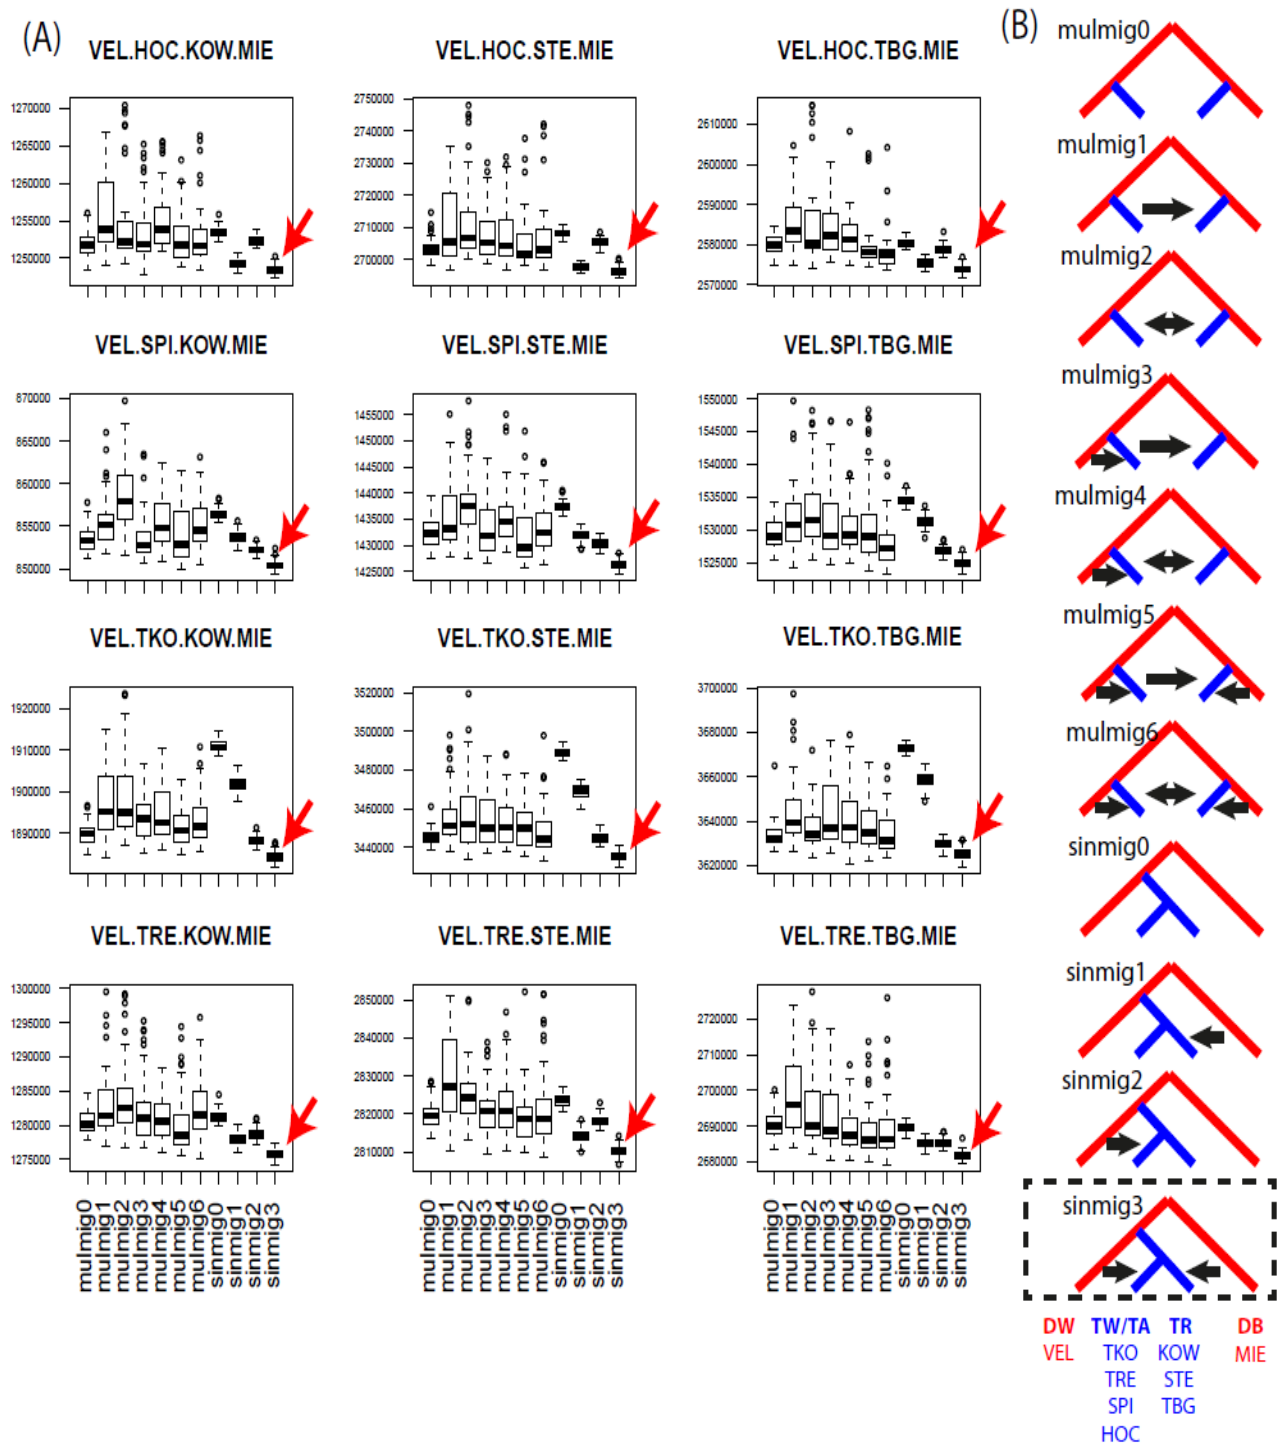 (A)
VEL.HOC.KOW.MIE
VEL.HOC.STE.MIE
VEL.HOC.TBG.MIE
1270000
1265000
1260000
1255000
1250000
2750000
2740000
2730000
2720000
2710000
2700000
2610000
2600000
2590000
2580000
2570000
VEL.SPI.KOW.MIE
VEL.SPI.STE.MIE
VEL.SPI.TBG.MIE
870000
865000
860000
855000
850000
1455000
1450000
1445000
1440000
1435000
1430000
1425000
1550000
1545000
1540000
1535000
1530000
1525000
VEL.TKO.KOW.MIE
VEL.TKO.STE.MIE
VEL.TKO.TBG.MIE
1920000
1910000
1900000
1890000
3520000
3500000
3480000
3460000
3440000
3700000
3680000
3660000
3640000
3620000
VEL.TRE.KOW.MIE
VEL.TRE.STE.MIE
VEL.TRE.TBG.MIE
1300000
1295000
1290000
1285000
1280000
1275000
2850000
2840000
2830000
2820000
2810000
2720000
2710000
2700000
2690000
2680000
mulmig0
mulmig1
mulmig2
mulmig3
mulmig4
mulmig5
mulmig6
sinmig0
sinmig1
sinmig2
sinmig3
mulmig0
mulmig1
mulmig2
mulmig3
mulmig4
mulmig5
mulmig6
sinmig0
sinmig1
sinmig2
sinmig3
mulmig0
mulmig1
mulmig2
mulmig3
mulmig4
mulmig5
mulmig6
sinmig0
sinmig1
sinmig2
sinmig3
(B)
mulmig0
mulmig1
mulmig2
mulmig3
mulmig4
mulmig5
mulmig6
sinmig0
sinmig1
sinmig2
sinmig3
DW TW/TA TR DB
VEL TKO KOW MIE
TRE STE
SPI TBG
HOC